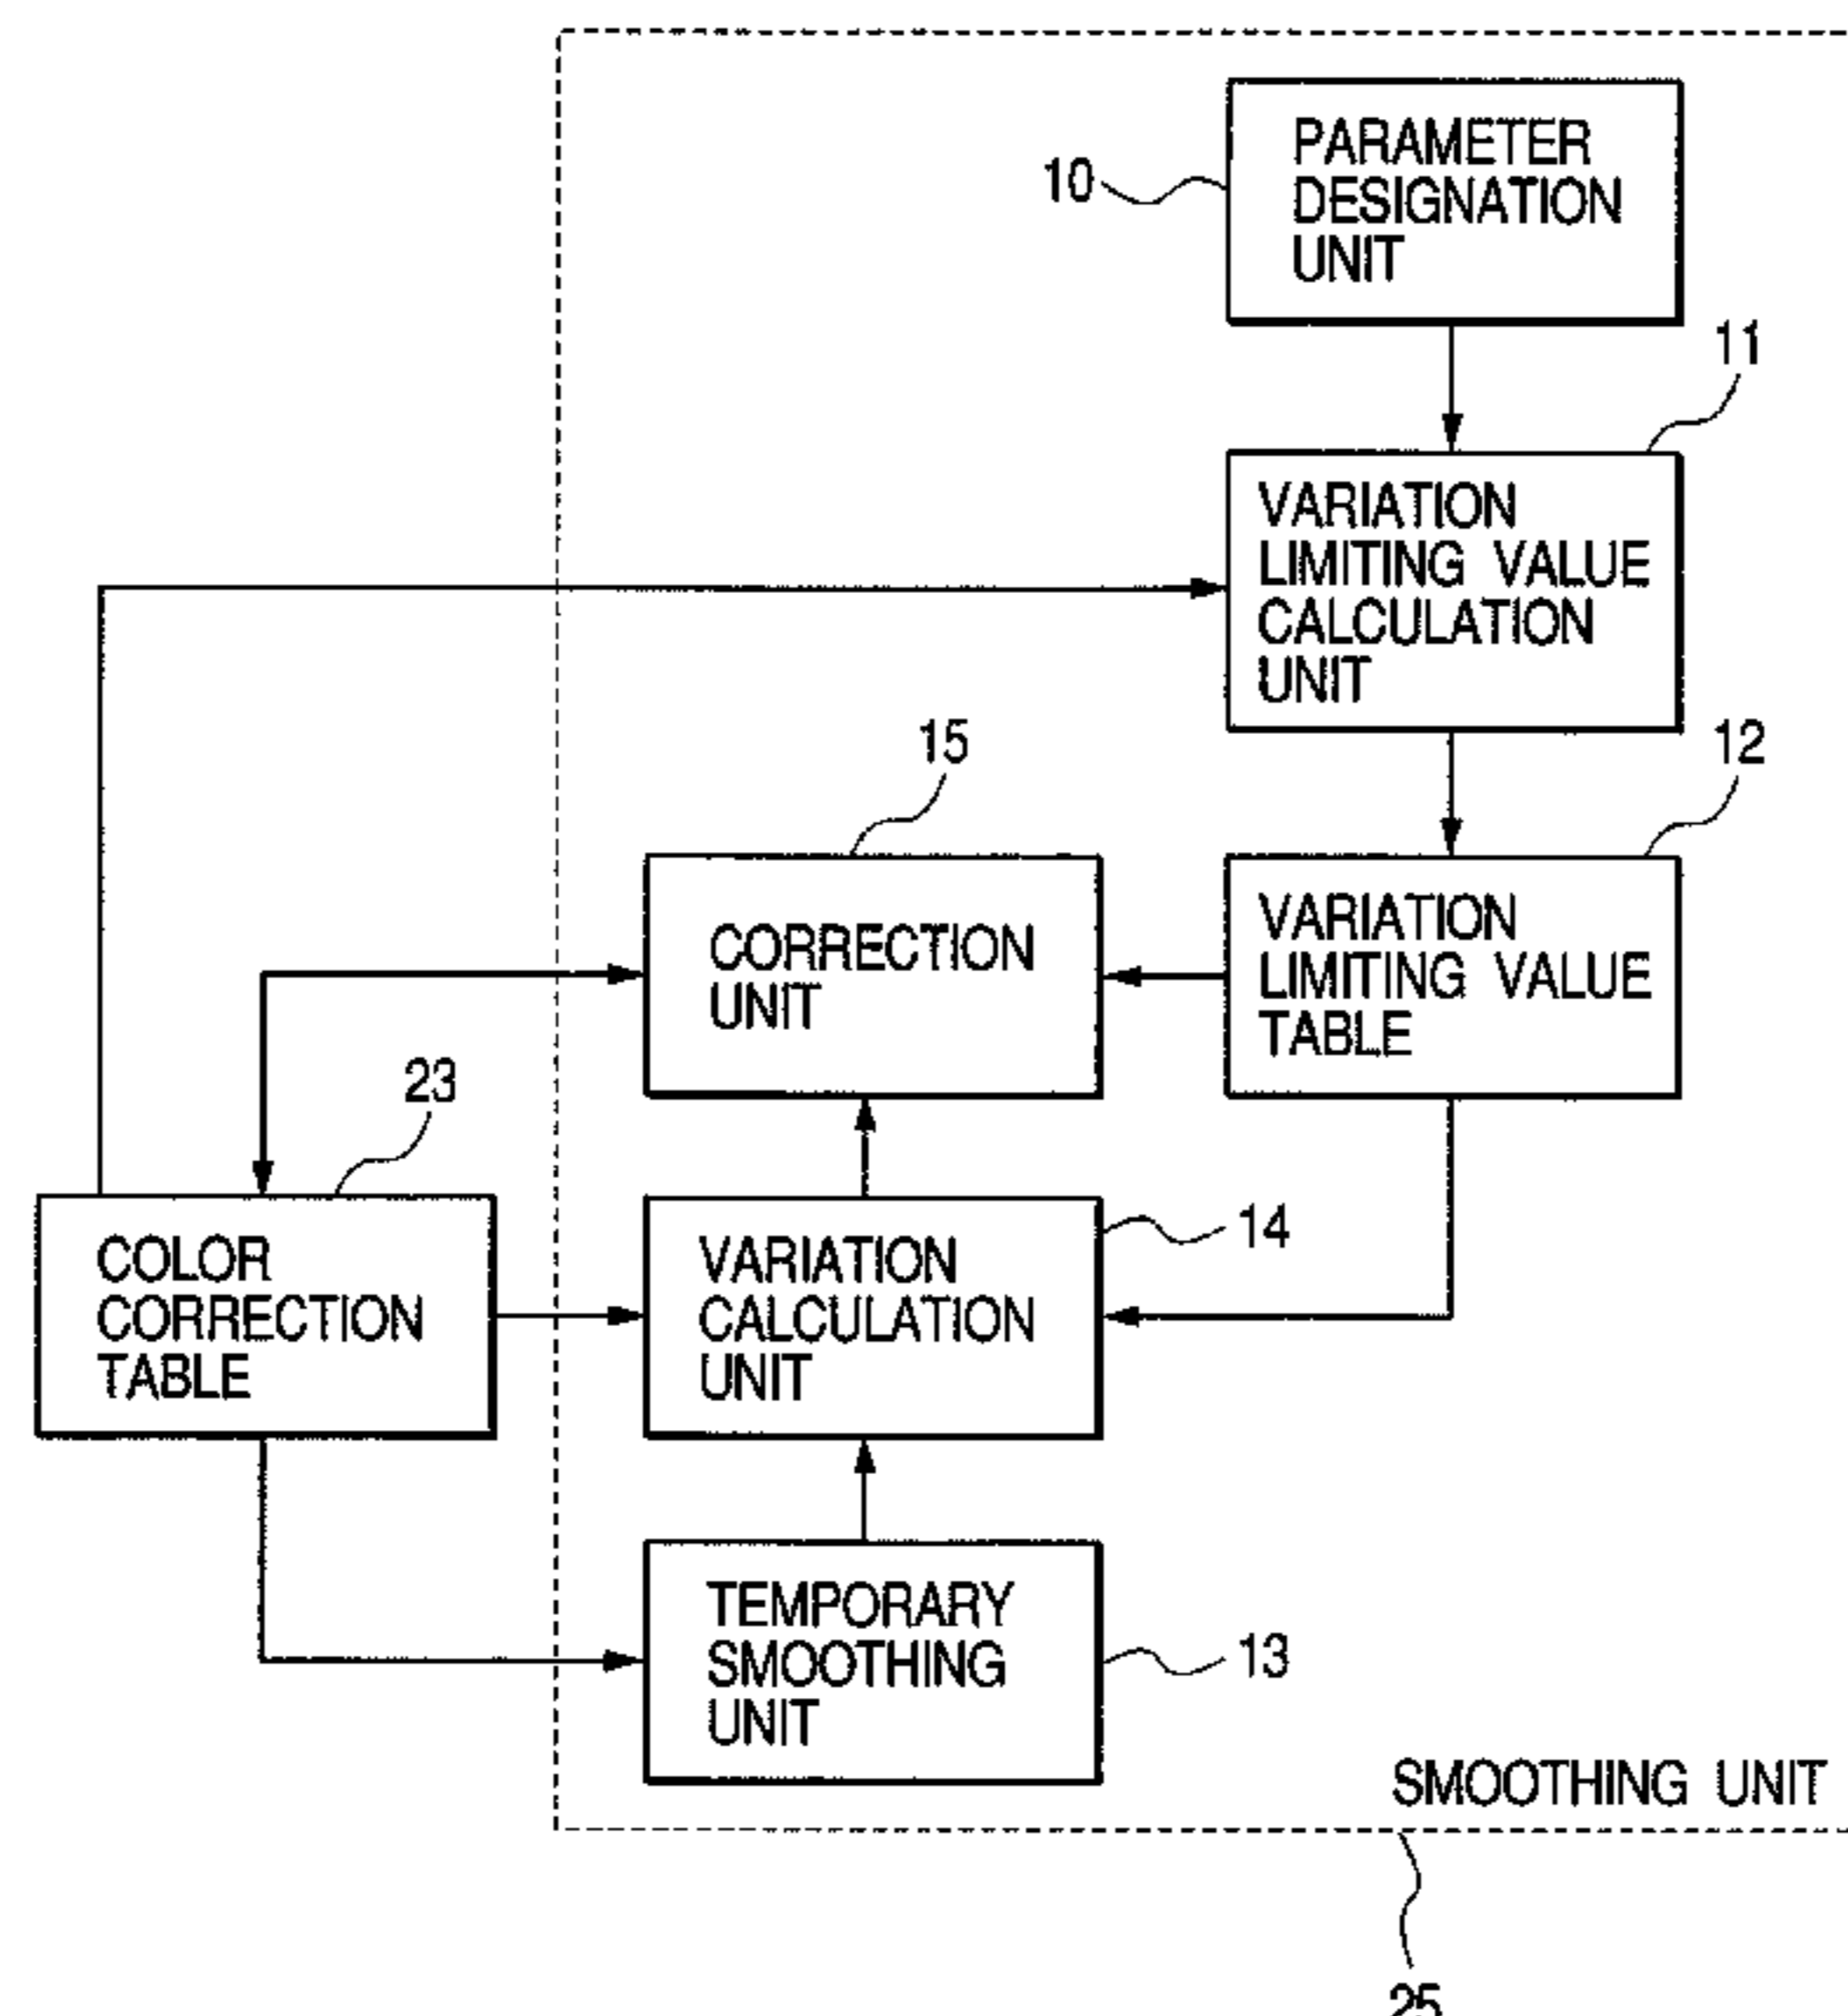 10
PARAMETER
DESIGNATION
UNIT
11
VARIATION
LIMITING VALUE
CALCULATION
UNIT
15
12
CORRECTION
UNIT
VARIATION
LIMITING VALUE
TABLE
23
COLOR
CORRECTION
TABLE
VARIATION
CALCULATION
UNIT
14
TEMPORARY
SMOOTHING
UNIT
13
SMOOTHING UNIT
25